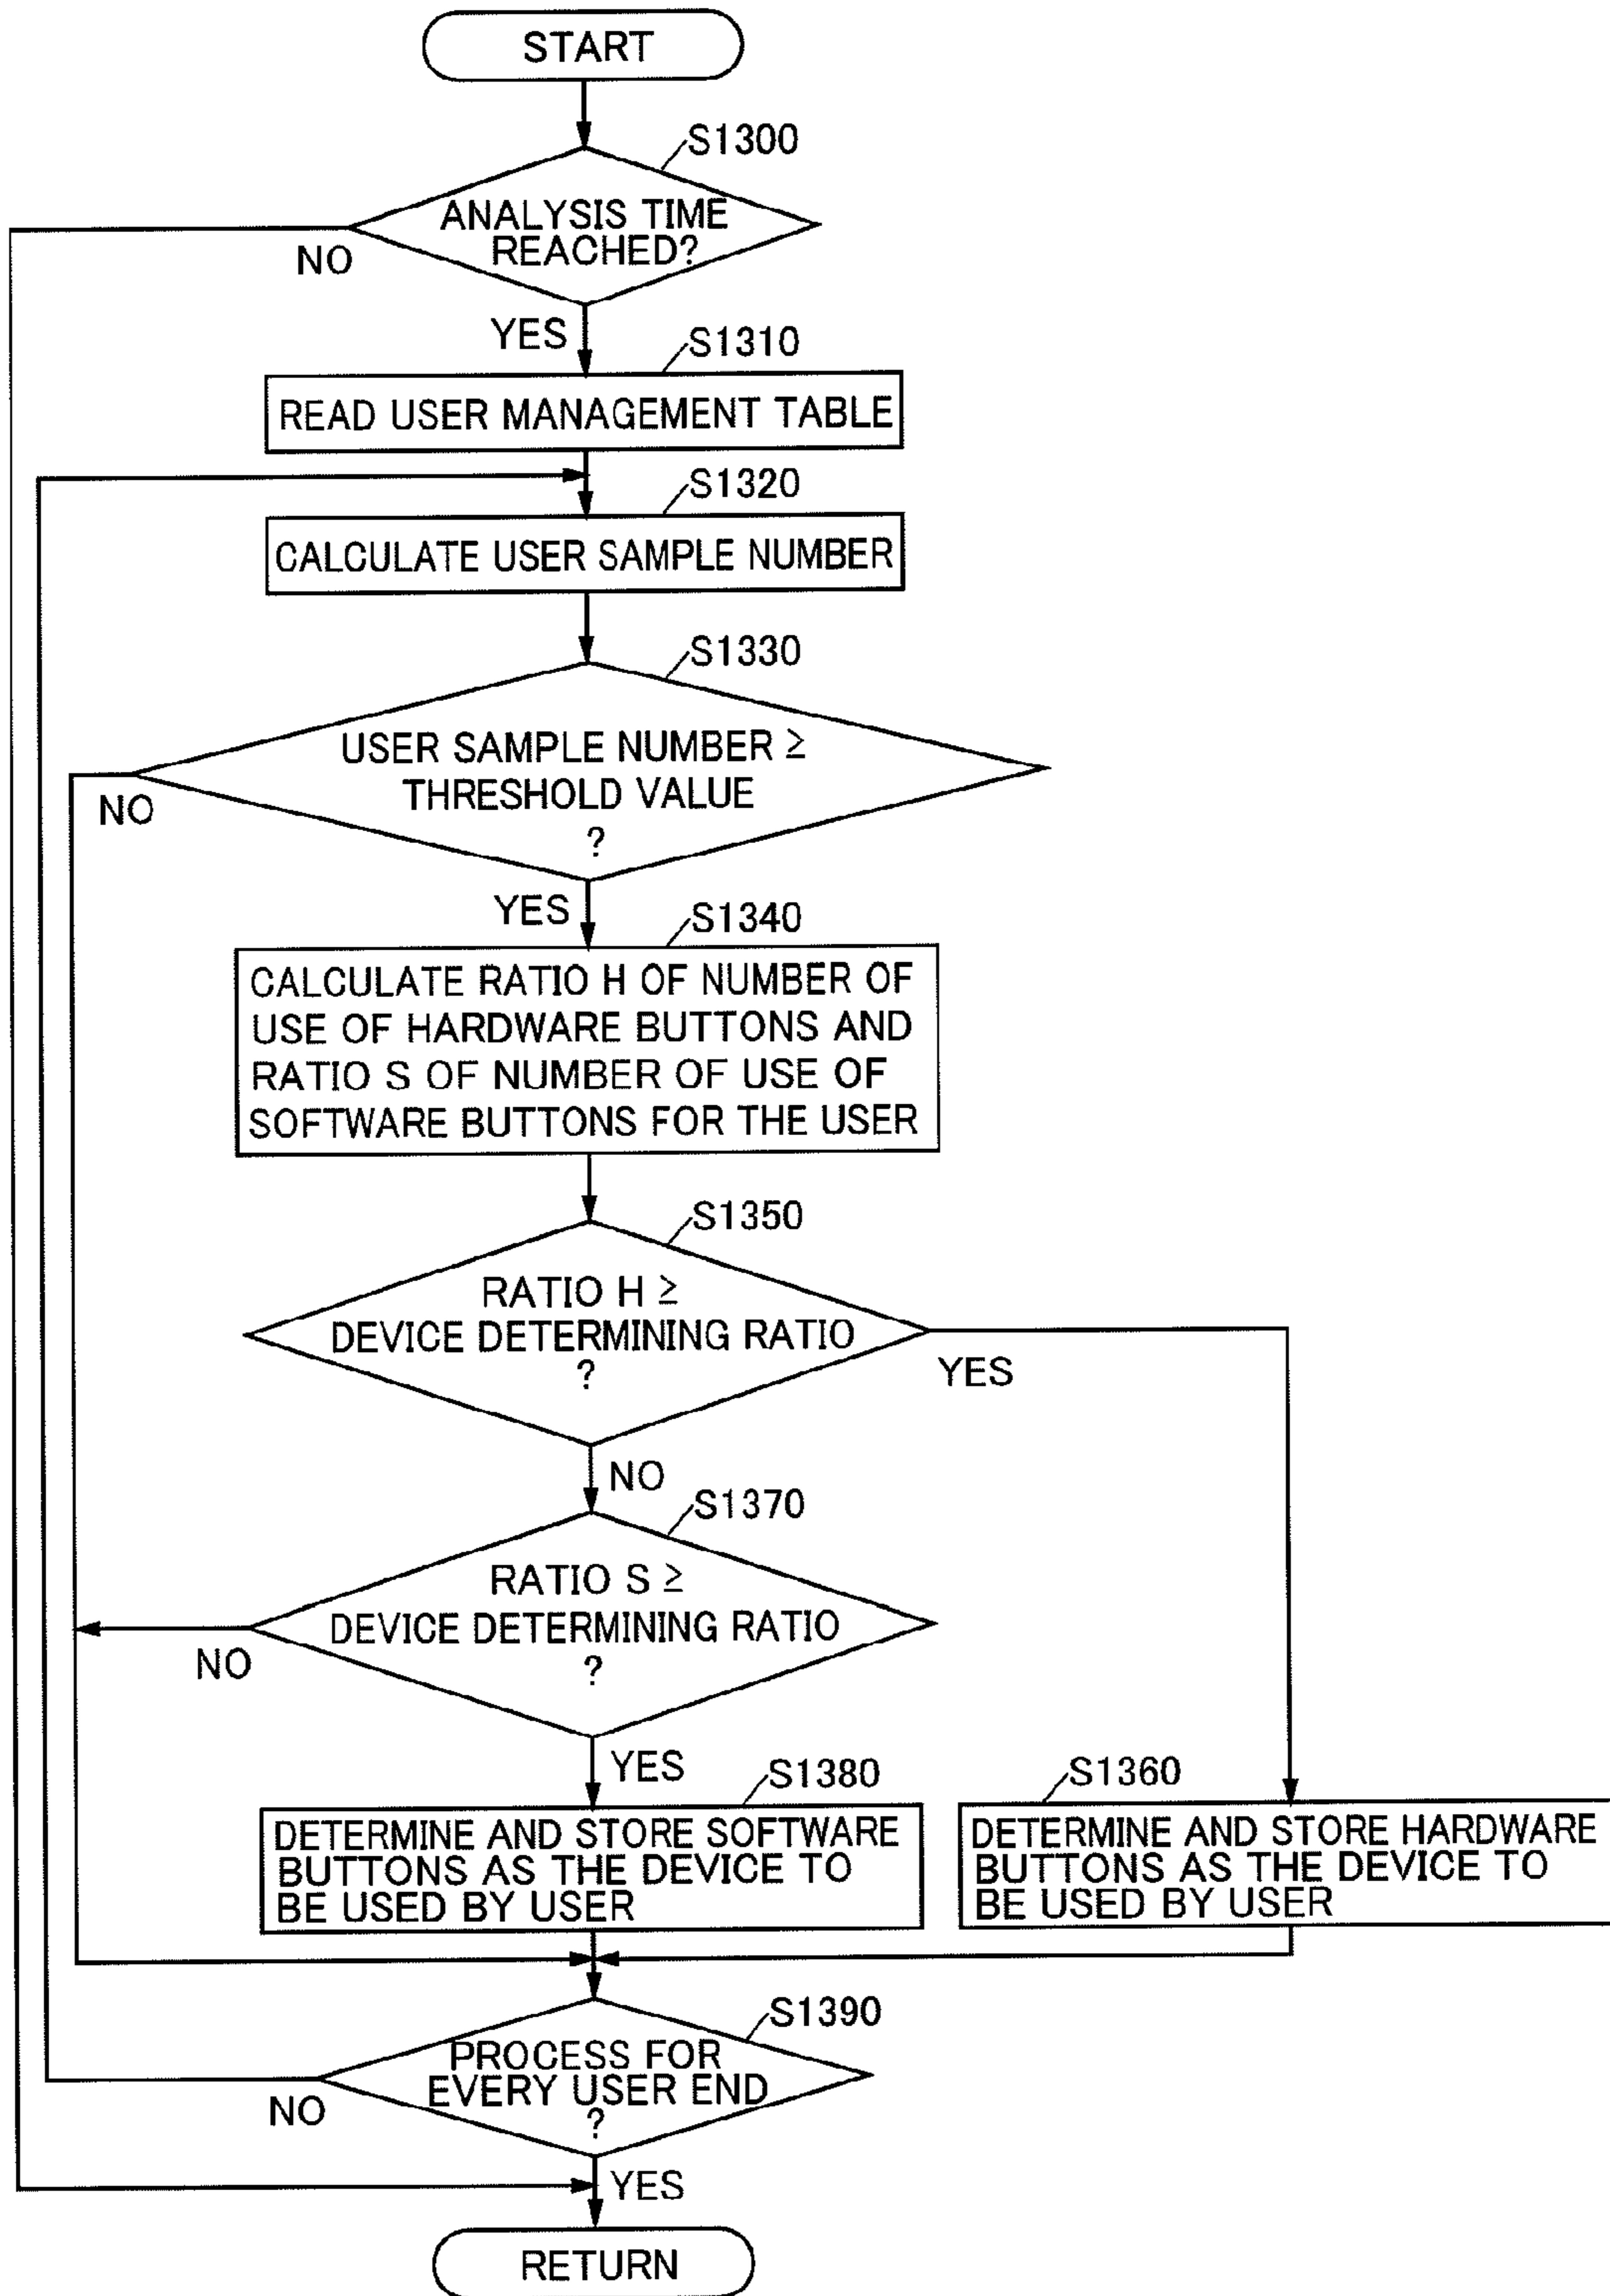 START
S1300
ANALYSIS TIME
REACHED?
NO
YES
S1310
READ USER MANAGEMENT TABLE
S1320
CALCULATE USER SAMPLE NUMBER
S1330
USER SAMPLE NUMBER ≥
THRESHOLD VALUE
?
NO
YES
S1340
CALCULATE RATIO H OF NUMBER OF
USE OF HARDWARE BUTTONS AND
RATIO S OF NUMBER OF USE OF
SOFTWARE BUTTONS FOR THE USER
S1350
RATIO H ≥
DEVICE DETERMINING RATIO
?
YES
NO
S1370
RATIO S ≥
DEVICE DETERMINING RATIO
?
NO
YES
S1380
DETERMINE AND STORE SOFTWARE
BUTTONS AS THE DEVICE TO
BE USED BY USER
S1360
DETERMINE AND STORE HARDWARE
BUTTONS AS THE DEVICE TO
BE USED BY USER
S1390
PROCESS FOR
EVERY USER END
?
NO
YES
RETURN